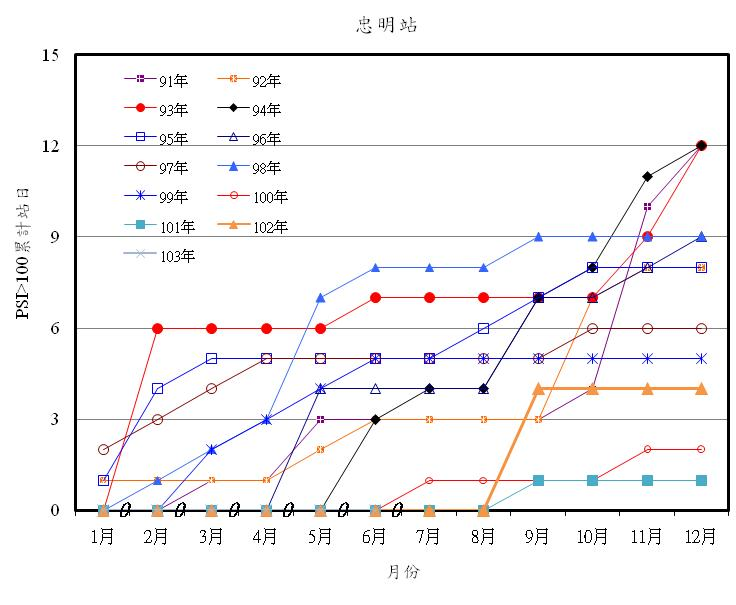 忠明站
PSI>100累計站日
15
12
9
6
3
0
91年 92年
93年 94年
95年 96年
97年 98年
99年 100年
101年 102年
103年
0 0 0 0 0 0
1月 2月 3月 4月 5月 6月 7月 8月 9月 10月 11月 12月
月份